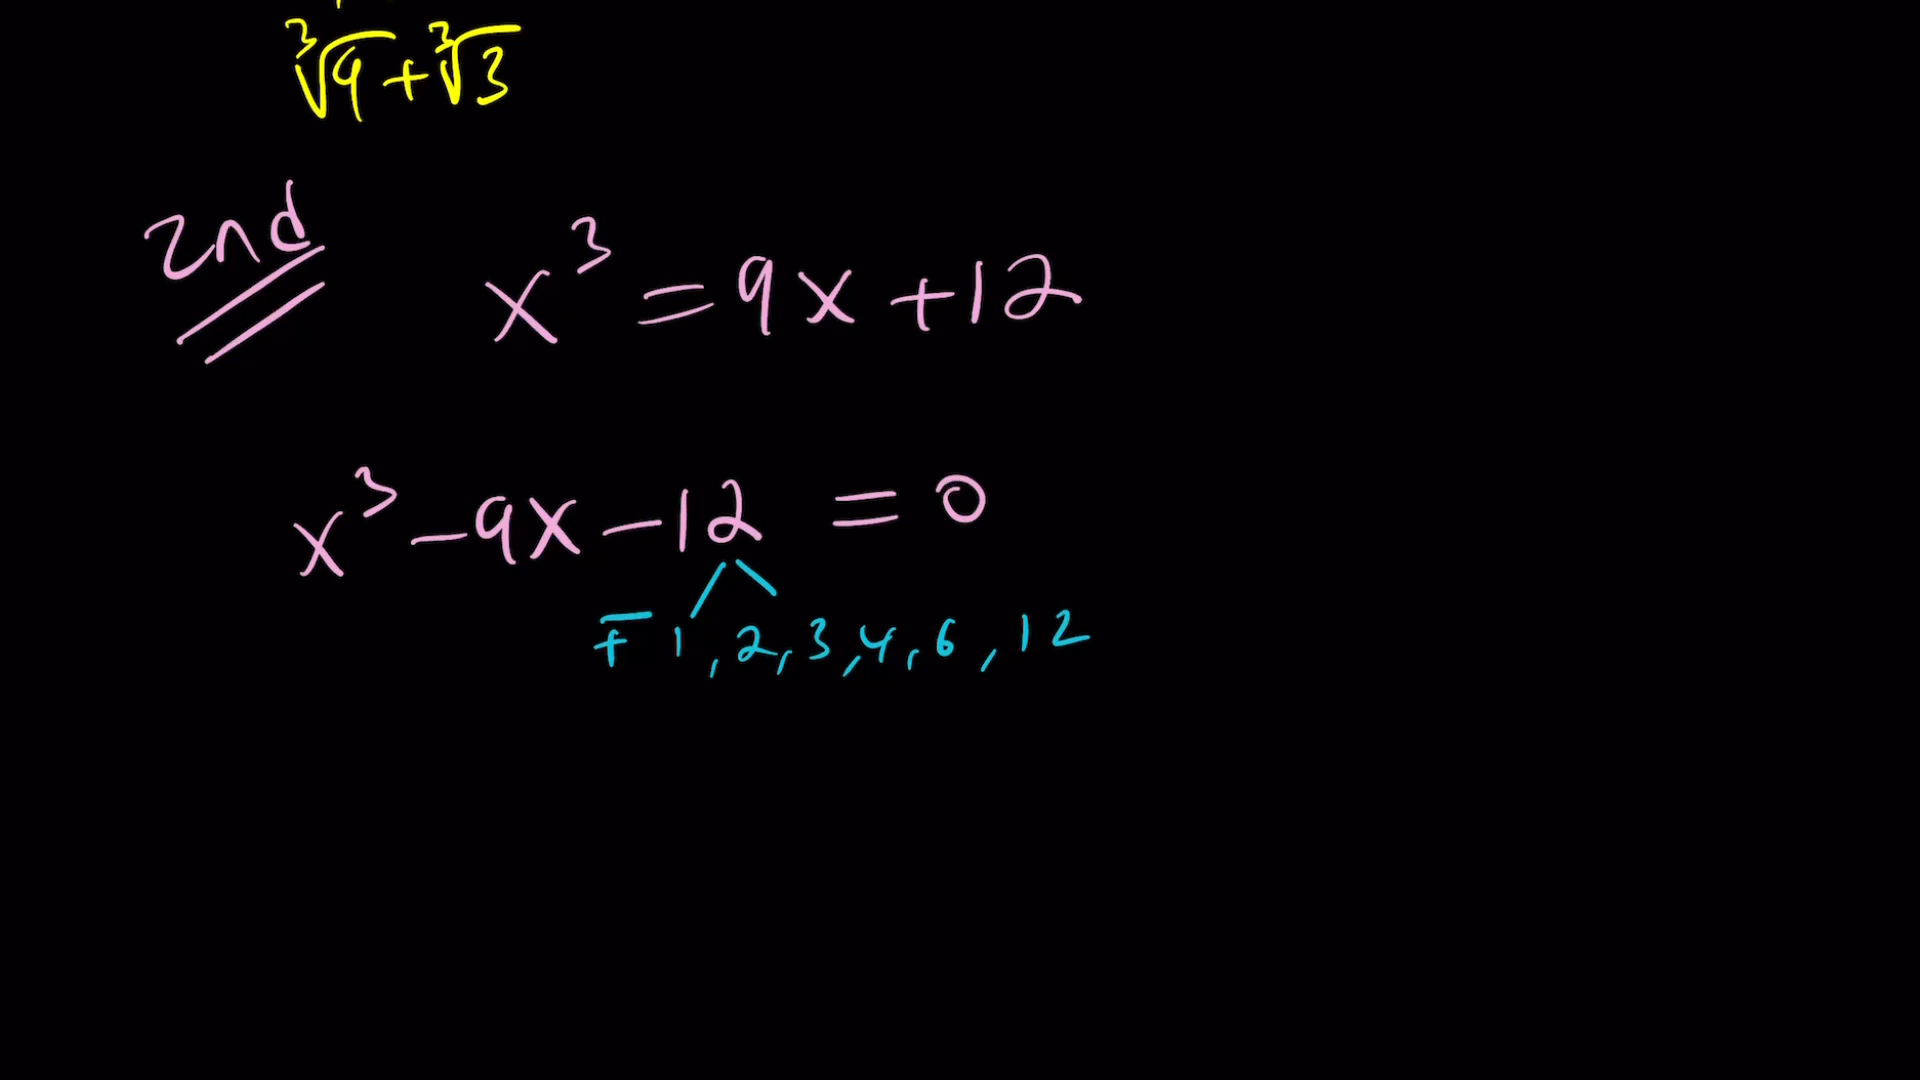 ∛9 + ∛3
2nd
x³ = 9x + 12
x³ - 9x - 12 = 0
∓ 1, 2, 3, 4, 6, 12